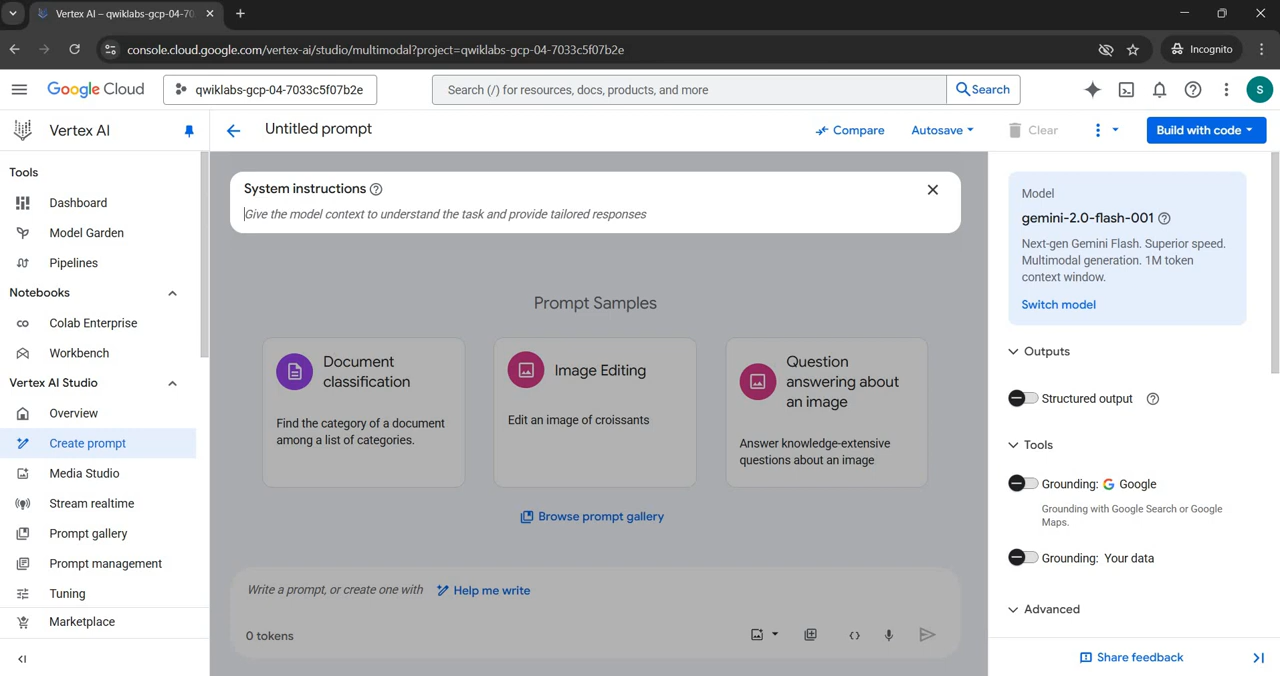 Vertex AI – qwiklabs-gcp-04-70
console.cloud.google.com/vertex-ai/studio/multimodal?project=qwiklabs-gcp-04-7033c5f07b2e
Incognito
Google Cloud
qwiklabs-gcp-04-7033c5f07b2e
Search (/) for resources, docs, products, and more
Search
S
Vertex AI
Untitled prompt
Compare
Autosave
Clear
Build with code
Tools
Dashboard
Model Garden
Pipelines
Notebooks
Colab Enterprise
Workbench
Vertex AI Studio
Overview
Create prompt
Media Studio
Stream realtime
Prompt gallery
Prompt management
Tuning
Marketplace
System instructions
Give the model context to understand the task and provide tailored responses
Prompt Samples
Document
classification
Find the category of a document
among a list of categories.
Image Editing
Edit an image of croissants
Question
answering about
an image
Answer knowledge-extensive
questions about an image
Browse prompt gallery
Write a prompt, or create one with
Help me write
0 tokens
Model
gemini-2.0-flash-001
Next-gen Gemini Flash. Superior speed.
Multimodal generation. 1M token
context window.
Switch model
Outputs
Structured output
Tools
Grounding: Google
Grounding with Google Search or Google
Maps.
Grounding: Your data
Advanced
Share feedback